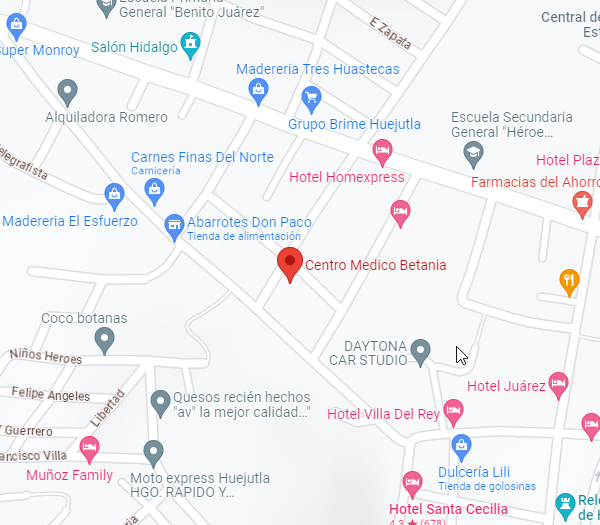 Escuela Primaria
General "Benito Juárez"
E Zapata
Central de
Est
Super Monroy
Salón Hidalgo
Madereria Tres Huastecas
Alquiladora Romero
Grupo Brime Huejutla
Escuela Secundaria
General "Héroe...
elegrafista
Carnes Finas Del Norte
Carnicería
Hotel Homexpress
Hotel Plaz
Farmacias del Ahorro
Madereria El Esfuerzo
Abarrotes Don Paco
Tienda de alimentación
Centro Medico Betania
Coco botanas
Niños Heroes
DAYTONA
CAR STUDIO
Felipe Angeles
Libertad
Quesos recién hechos
"av" la mejor calidad..."
Hotel Juárez
Hotel Villa Del Rey
Guerrero
ancisco Villa
Muñoz Family
Moto express Huejutla
HGO. RAPIDO Y...
Dulcería Lili
Tienda de golosinas
Hotel Santa Cecilia
4.3 ★ (678)
Relo
de H